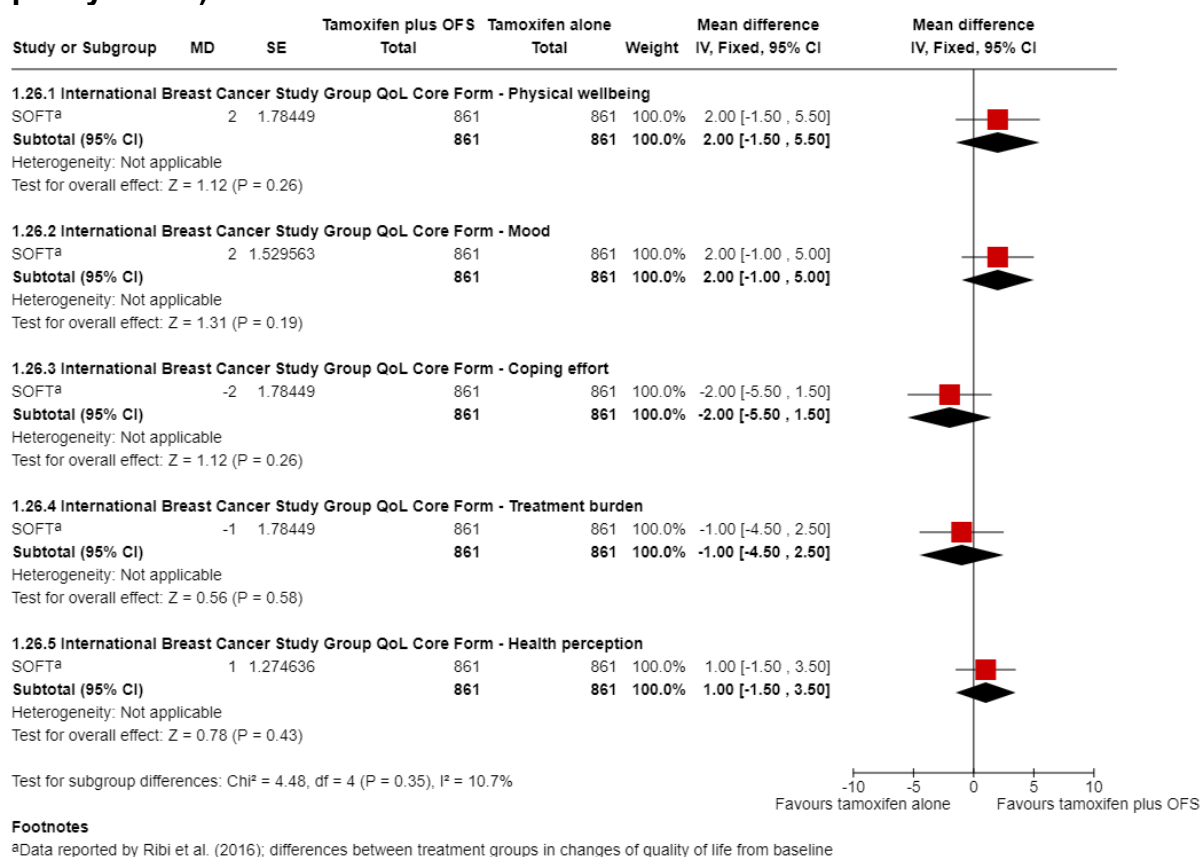 Tamoxifen plus OFS Tamoxifen alone Mean difference Mean difference
Study or Subgroup MD SE Total Total Weight IV, Fixed, 95% CI IV, Fixed, 95% CI
1.26.1 International Breast Cancer Study Group QoL Core Form - Physical wellbeing
SOFTª 2 1.78449 861 861 100.0% 2.00 [-1.50 , 5.50]
Subtotal (95% CI) 861 861 100.0% 2.00 [-1.50 , 5.50]
Heterogeneity: Not applicable
Test for overall effect: Z = 1.12 (P = 0.26)
1.26.2 International Breast Cancer Study Group QoL Core Form - Mood
SOFTª 2 1.529563 861 861 100.0% 2.00 [-1.00 , 5.00]
Subtotal (95% CI) 861 861 100.0% 2.00 [-1.00 , 5.00]
Heterogeneity: Not applicable
Test for overall effect: Z = 1.31 (P = 0.19)
1.26.3 International Breast Cancer Study Group QoL Core Form - Coping effort
SOFTª -2 1.78449 861 861 100.0% -2.00 [-5.50 , 1.50]
Subtotal (95% CI) 861 861 100.0% -2.00 [-5.50 , 1.50]
Heterogeneity: Not applicable
Test for overall effect: Z = 1.12 (P = 0.26)
1.26.4 International Breast Cancer Study Group QoL Core Form - Treatment burden
SOFTª -1 1.78449 861 861 100.0% -1.00 [-4.50 , 2.50]
Subtotal (95% CI) 861 861 100.0% -1.00 [-4.50 , 2.50]
Heterogeneity: Not applicable
Test for overall effect: Z = 0.56 (P = 0.58)
1.26.5 International Breast Cancer Study Group QoL Core Form - Health perception
SOFTª 1 1.274636 861 861 100.0% 1.00 [-1.50 , 3.50]
Subtotal (95% CI) 861 861 100.0% 1.00 [-1.50 , 3.50]
Heterogeneity: Not applicable
Test for overall effect: Z = 0.78 (P = 0.43)
Test for subgroup differences: Chi² = 4.48, df = 4 (P = 0.35), I² = 10.7%
-10 -5 0 5 10
Favours tamoxifen alone Favours tamoxifen plus OFS
Footnotes
ªData reported by Ribi et al. (2016); differences between treatment groups in changes of quality of life from baseline